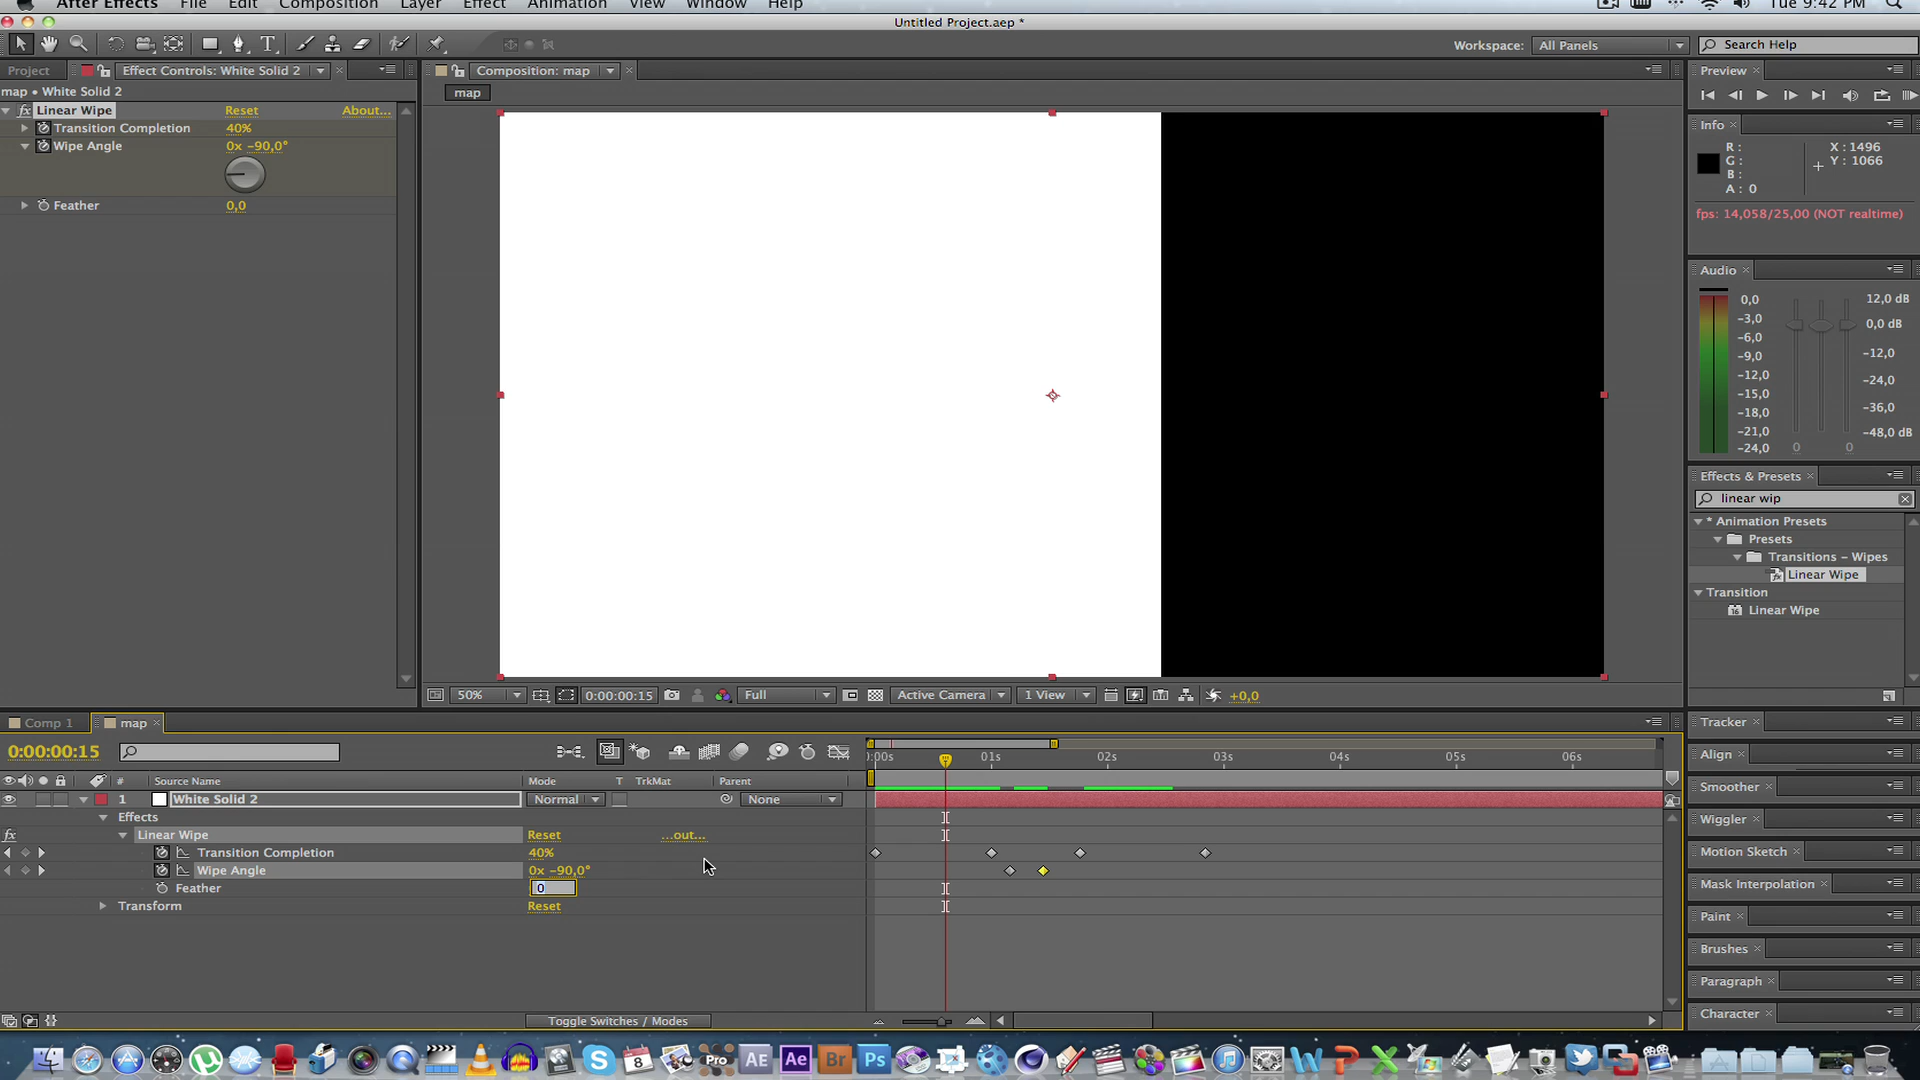 After Effects File Edit Composition Layer Effect Animation View Window Help Tue 9:42 PM
Untitled Project.aep *
Workspace: All Panels Search Help
Project Effect Controls: White Solid 2 Composition: map Preview
map • White Solid 2 map
Linear Wipe Reset About...
Transition Completion 40%
Wipe Angle 0x -90,0°
Feather 0,0
Info
R : X : 1496
G : Y : 1066
B :
A : 0
fps: 14,058/25,00 (NOT realtime)
Audio
0,0 12,0 dB
-3,0 0,0 dB
-6,0
-9,0 -12,0
-12,0
-15,0 -24,0
-18,0
-21,0 -36,0
-24,0 -48,0 dB
0 0
Effects & Presets
linear wip
* Animation Presets
Presets
Transitions – Wipes
Linear Wipe
Transition
Linear Wipe
50% 0:00:00:15 Full Active Camera 1 View +0,0
Comp 1 map
0:00:00:15 :00s 01s 02s 03s 04s 05s 06s
# Source Name Mode T TrkMat Parent
1 White Solid 2 Normal None
Effects
fx Linear Wipe Reset ...out...
Transition Completion 40%
Wipe Angle 0x -90,0°
Feather 0
Transform Reset
Toggle Switches / Modes
Tracker
Align
Smoother
Wiggler
Motion Sketch
Mask Interpolation
Paint
Brushes
Paragraph
Character
8 Pro AE Ae Br Ps